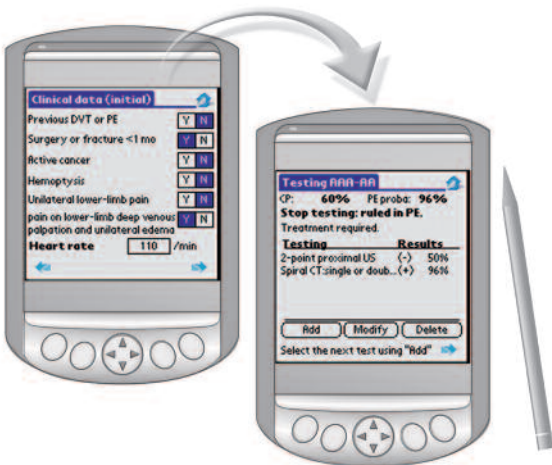 Clinical data (initial)
Previous DVT or PE Y N
Surgery or fracture <1 mo Y N
Active cancer Y N
Hemoptysis Y N
Unilateral lower-limb pain Y N
pain on lower-limb deep venous
palpation and unilateral edema Y N
Heart rate 110 /min
Testing AAA-AA
CP: 60% PE proba: 96%
Stop testing: ruled in PE.
Treatment required.
Testing Results
2-point proximal US (-) 50%
Spiral CT:single or doub...(+) 96%
Add Modify Delete
Select the next test using "Add"